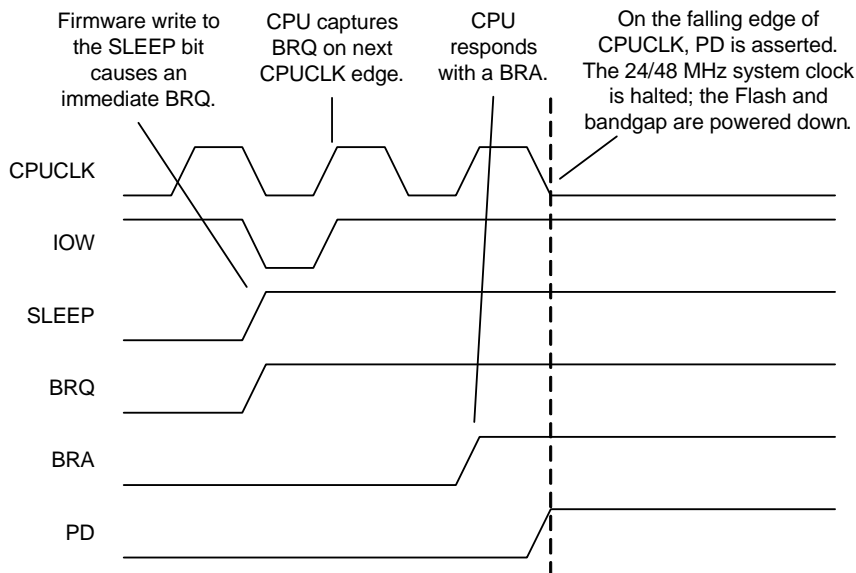 Firmware write to
the SLEEP bit
causes an
immediate BRQ.
CPU captures
BRQ on next
CPUCLK edge.
CPU
responds
with a BRA.
On the falling edge of
CPUCLK, PD is asserted.
The 24/48 MHz system clock
is halted; the Flash and
bandgap are powered down.
CPUCLK
IOW
SLEEP
BRQ
BRA
PD